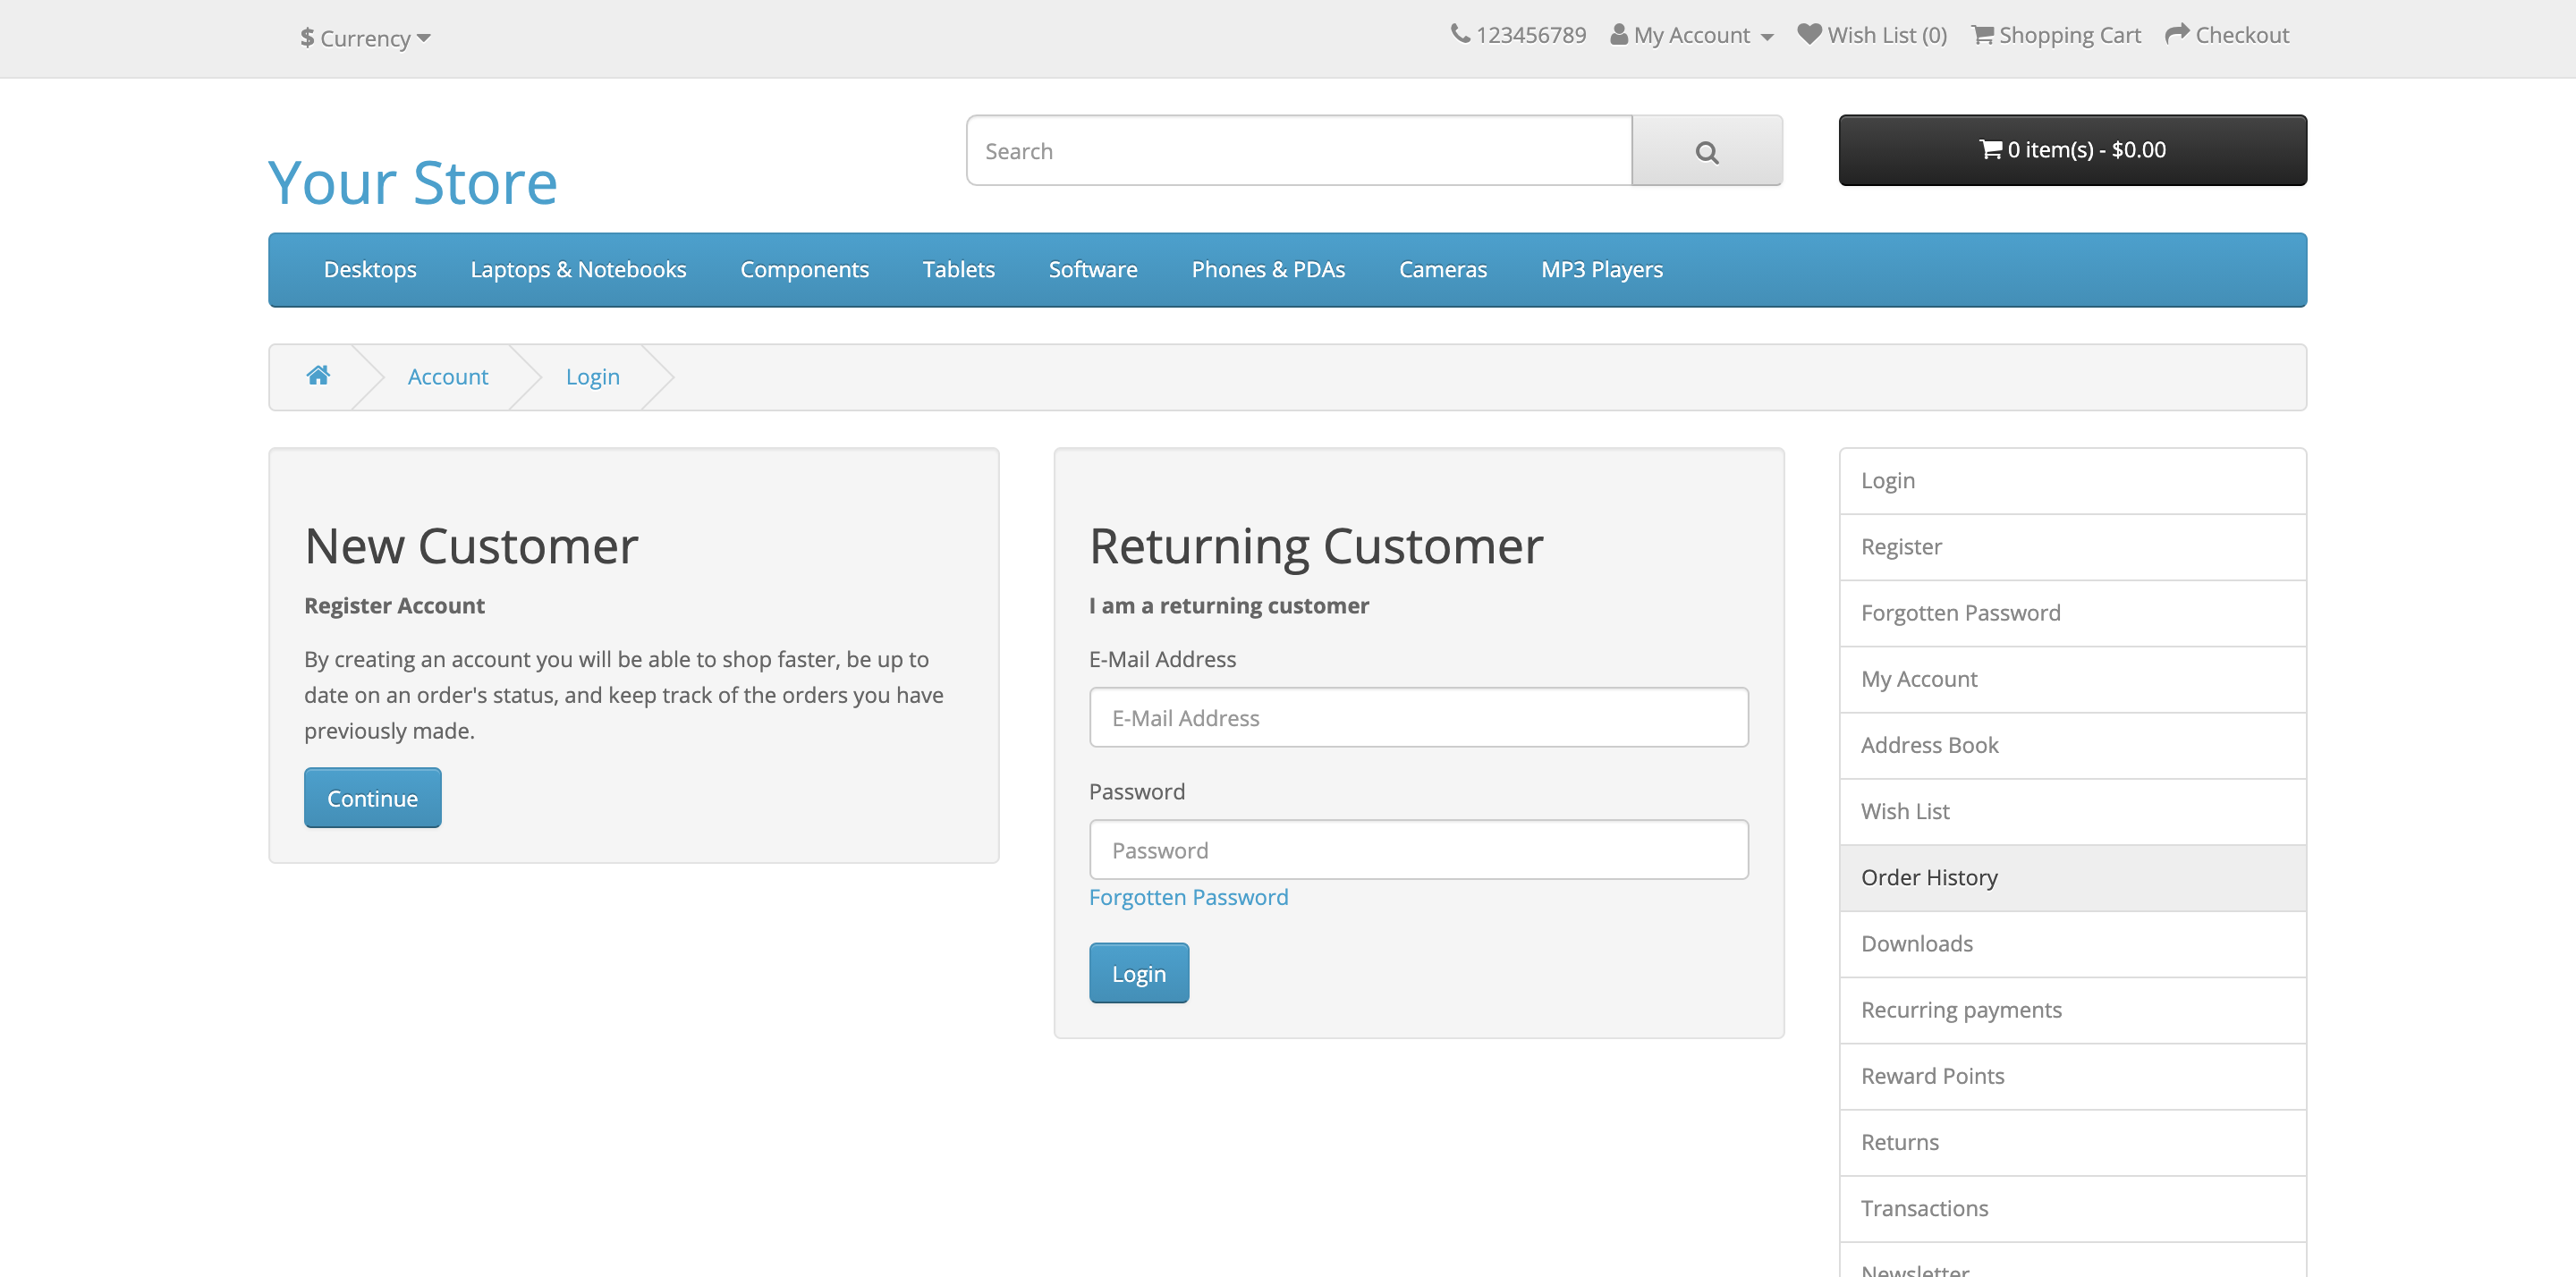 $ Currency
123456789 My Account Wish List (0) Shopping Cart Checkout
Your Store
Search
0 item(s) - $0.00
Desktops Laptops & Notebooks Components Tablets Software Phones & PDAs Cameras MP3 Players
Account Login
New Customer
Register Account
By creating an account you will be able to shop faster, be up to
date on an order's status, and keep track of the orders you have
previously made.
Continue
Returning Customer
I am a returning customer
E-Mail Address
E-Mail Address
Password
Password
Forgotten Password
Login
Login
Register
Forgotten Password
My Account
Address Book
Wish List
Order History
Downloads
Recurring payments
Reward Points
Returns
Transactions
Newsletter